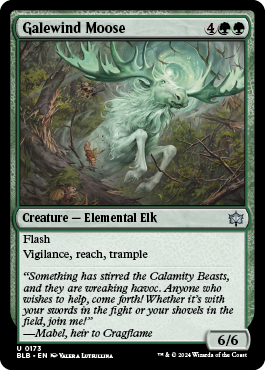 Galewind Moose 4
Creature — Elemental Elk
Flash
Vigilance, reach, trample
“Something has stirred the Calamity Beasts,
and they are wreaking havoc. Anyone who
wishes to help, come forth! Whether it’s with
your swords in the fight or your shovels in the
field, join me!”
—Mabel, heir to Cragflame
6/6
U 0173
BLB • EN Valera Lutfullina
™ & © 2024 Wizards of the Coast